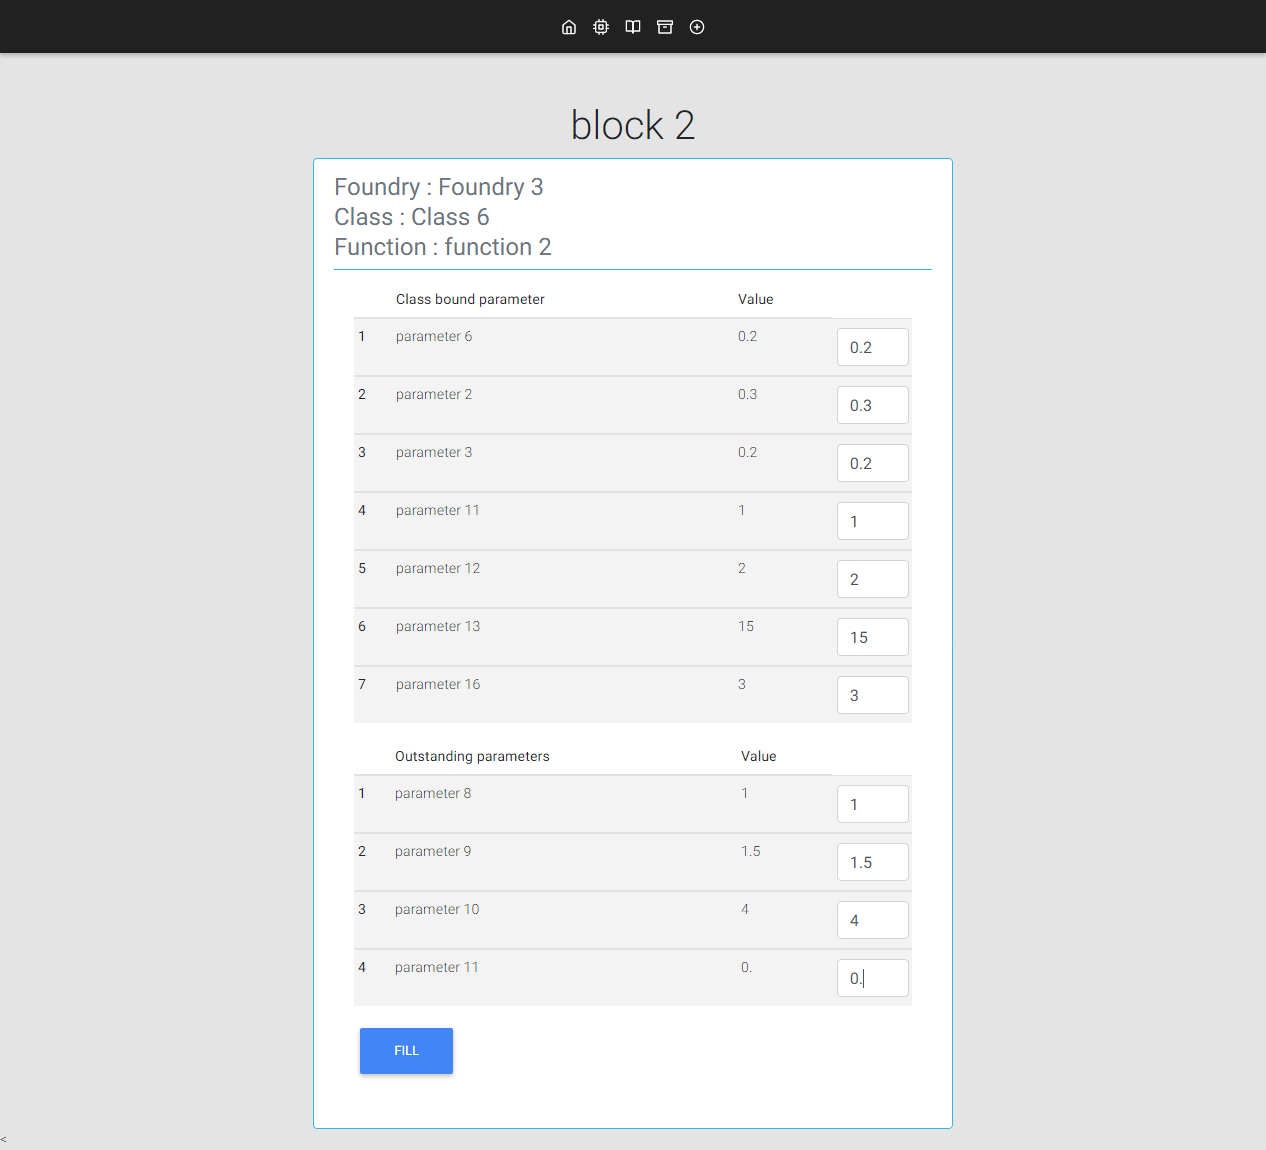 block 2
Foundry : Foundry 3
Class : Class 6
Function : function 2
Class bound parameter Value
1 parameter 6 0.2 0.2
2 parameter 2 0.3 0.3
3 parameter 3 0.2 0.2
4 parameter 11 1 1
5 parameter 12 2 2
6 parameter 13 15 15
7 parameter 16 3 3
Outstanding parameters Value
1 parameter 8 1 1
2 parameter 9 1.5 1.5
3 parameter 10 4 4
4 parameter 11 0. 0.
FILL
<